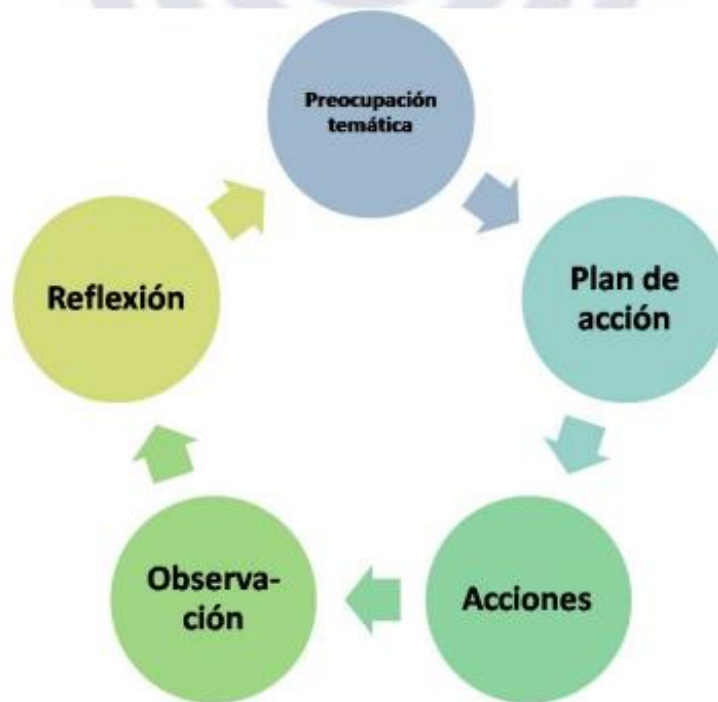 Preocupación
temática
Plan de
acción
Acciones
Observa-
ción
Reflexión